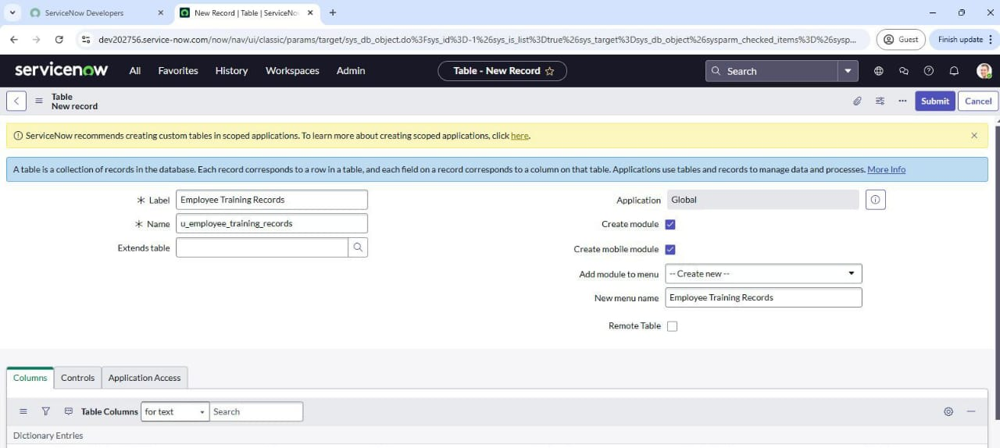 ServiceNow Developers
New Record | Table | ServiceNow
dev202756.service-now.com/now/nav/ui/classic/params/target/sys_db_object.do%3Fsys_id%3D-1%26sys_is_list%3Dtrue%26sys_target%3Dsys_db_object%26sysparm_checked_items%3D%26sysp...
Guest
Finish update
servicenow
All
Favorites
History
Workspaces
Admin
Table - New Record
Search
Table
New record
Submit
Cancel
ServiceNow recommends creating custom tables in scoped applications. To learn more about creating scoped applications, click here.
A table is a collection of records in the database. Each record corresponds to a row in a table, and each field on a record corresponds to a column on that table. Applications use tables and records to manage data and processes. More Info
Label
Employee Training Records
Application
Global
Name
u_employee_training_records
Create module
Extends table
Create mobile module
Add module to menu
-- Create new --
New menu name
Employee Training Records
Remote Table
Columns
Controls
Application Access
Table Columns
for text
Search
Dictionary Entries